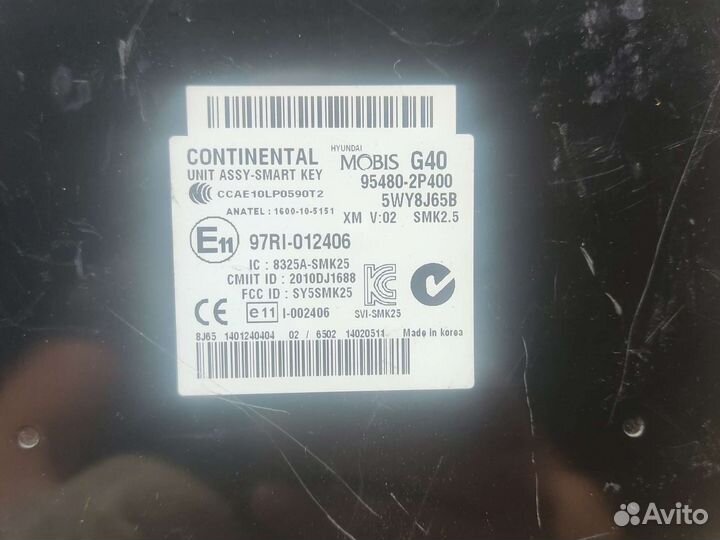 CONTINENTAL HYUNDAI MOBIS G40
UNIT ASSY-SMART KEY 95480-2P400
CCAE10LP0590T2 5WY8J65B
ANATEL : 1600-10-5151 XM V:02 SMK2.5
E11 97RI-012406
IC : 8325A-SMK25
CMIIT ID : 2010DJ1688
FCC ID : SY5SMK25
CE e11 I-002406 SVI-SMK25
8J65 1401240404 02 / 6502 14020511 Made in korea
Avito